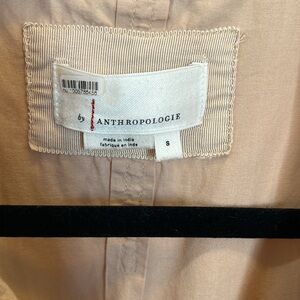 by ANTHROPOLOGIE
made in india
fabriqué en inde
S